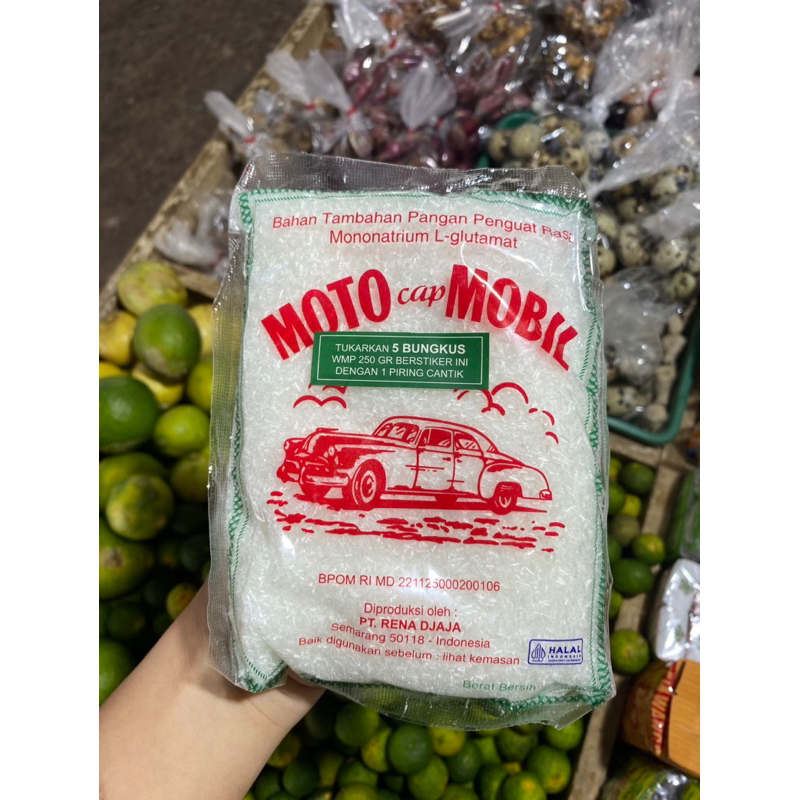 Bahan Tambahan Pangan Penguat Rasa
Mononatrium L-glutamat
MOTO cap MOBIL
TUKARKAN 5 BUNGKUS
WMP 250 GR BERSTIKER INI
DENGAN 1 PIRING CANTIK
BPOM RI MD 221125000200106
Diproduksi oleh :
PT. RENA DJAJA
Semarang 50118 - Indonesia
Baik digunakan sebelum : lihat kemasan
HALAL
INDONESIA
Berat Bersih